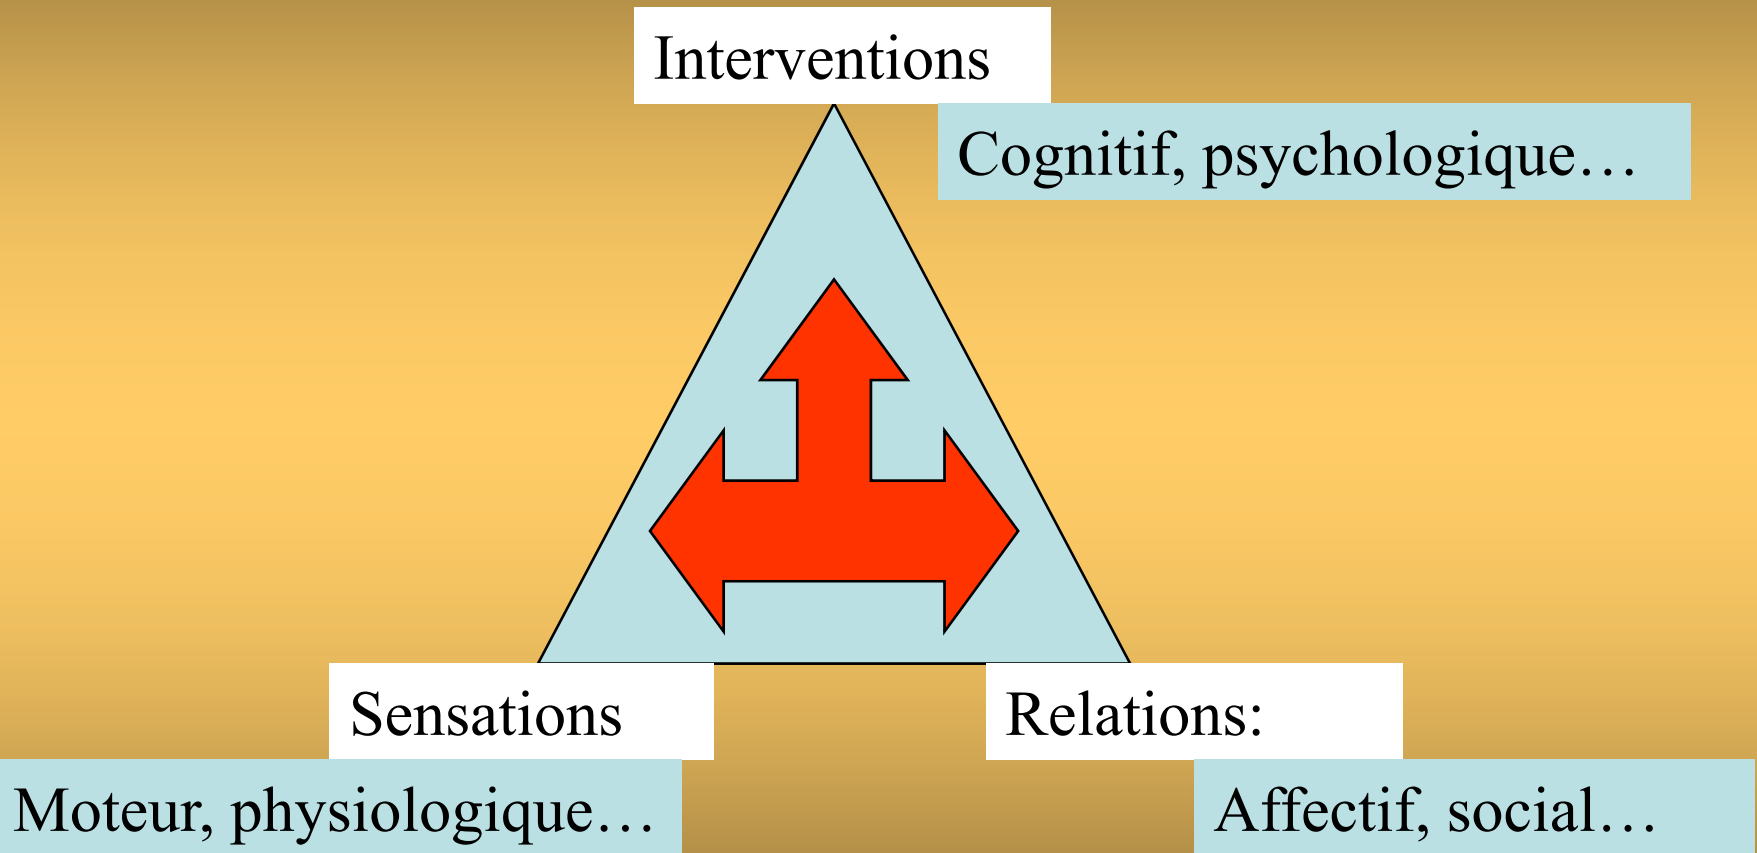 Interventions
Cognitif, psychologique…
Sensations
Relations:
Moteur, physiologique…
Affectif, social…